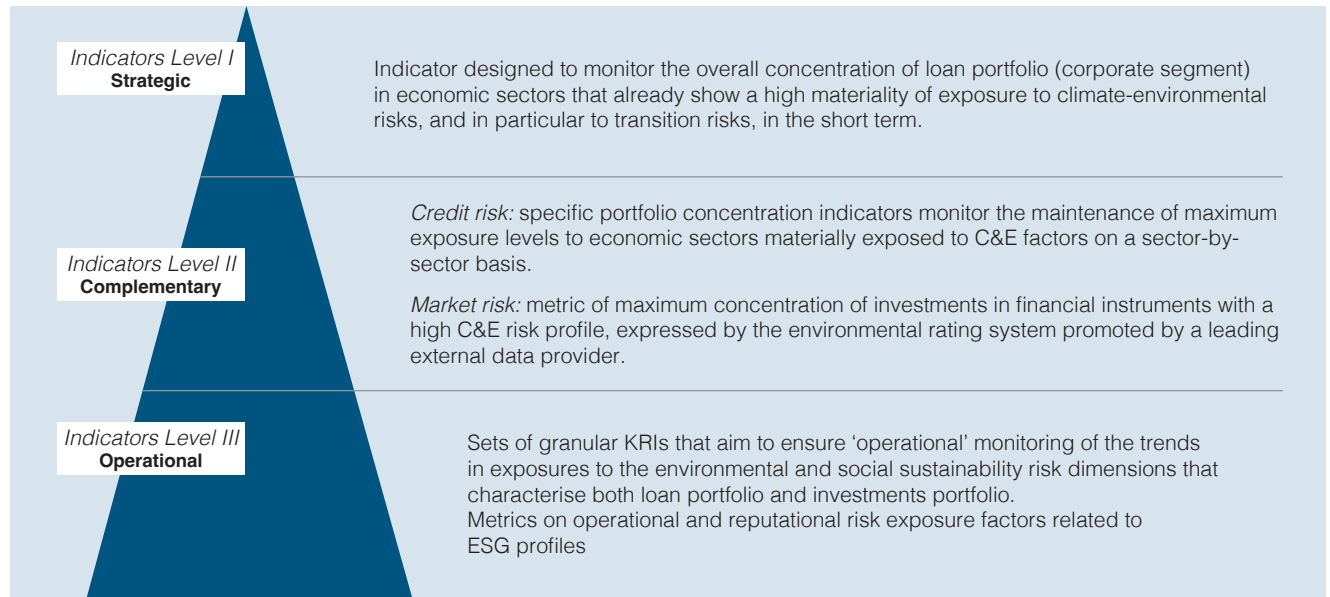 Indicators Level I
Strategic
Indicator designed to monitor the overall concentration of loan portfolio (corporate segment)
in economic sectors that already show a high materiality of exposure to climate-environmental
risks, and in particular to transition risks, in the short term.
Indicators Level II
Complementary
Credit risk: specific portfolio concentration indicators monitor the maintenance of maximum
exposure levels to economic sectors materially exposed to C&E factors on a sector-by-
sector basis.
Market risk: metric of maximum concentration of investments in financial instruments with a
high C&E risk profile, expressed by the environmental rating system promoted by a leading
external data provider.
Indicators Level III
Operational
Sets of granular KRIs that aim to ensure ‘operational’ monitoring of the trends
in exposures to the environmental and social sustainability risk dimensions that
characterise both loan portfolio and investments portfolio.
Metrics on operational and reputational risk exposure factors related to
ESG profiles